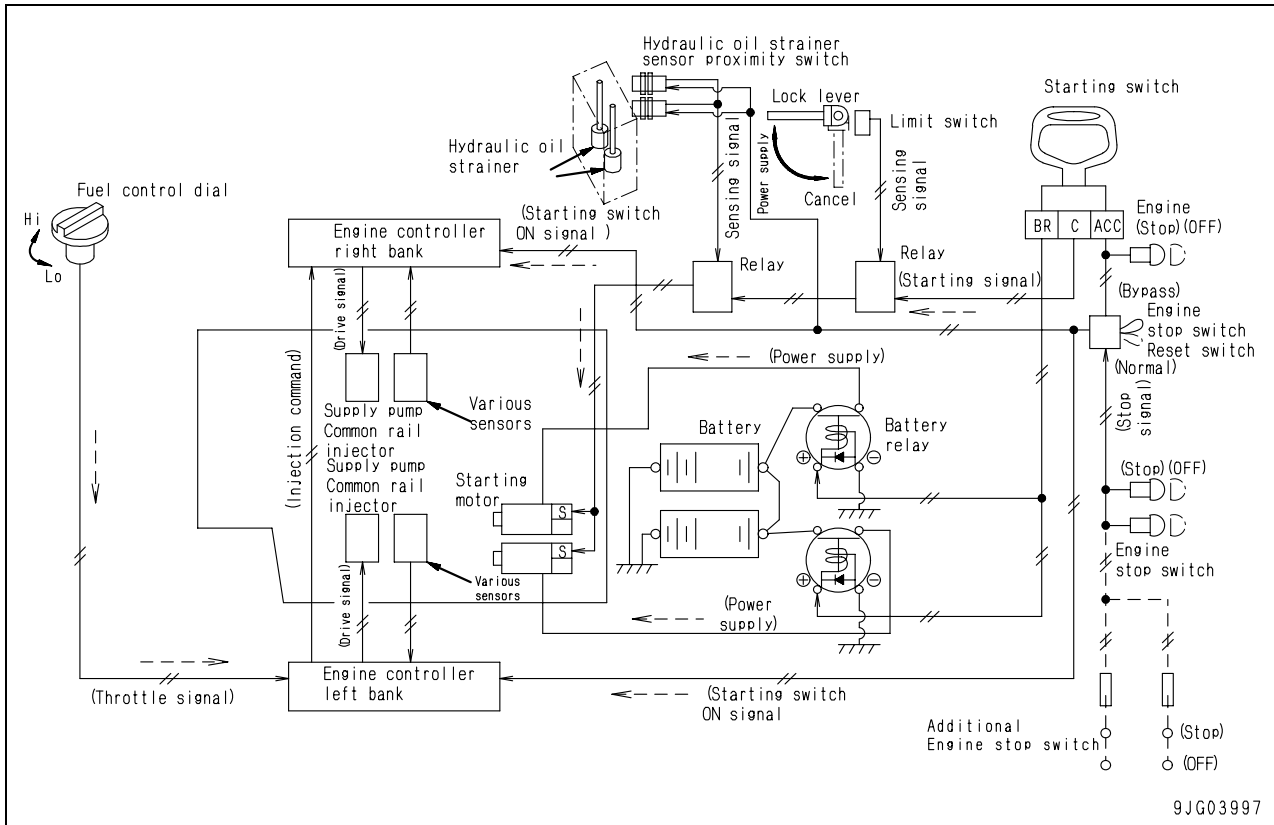 Hydraulic oil strainer
sensor proximity switch
Starting switch
Lock lever
Limit switch
Hydraulic oil
strainer
Sensing signal
Power supply
Sensing
signal
Cancel
Fuel control dial
Hi
Lo
(Starting switch
ON signal )
Engine controller
right bank
BR
C
ACC
Engine
(Stop)(OFF)
Relay
Relay
(Starting signal)
(Bypass)
Engine
stop switch
Reset switch
(Normal)
(Drive signal)
(Injection command)
(Power supply)
Supply pump
Common rail
injector
Various
sensors
Battery
Battery
relay
(Stop
signal)
Supply pump
Common rail
injector
Starting
motor
S
S
(Stop)(OFF)
Engine
stop switch
Various
sensors
(Drive signal)
(Power
supply)
Engine controller
left bank
(Throttle signal)
(Starting switch
ON signal
Additional
Engine stop switch
(Stop)
(OFF)
9JG03997